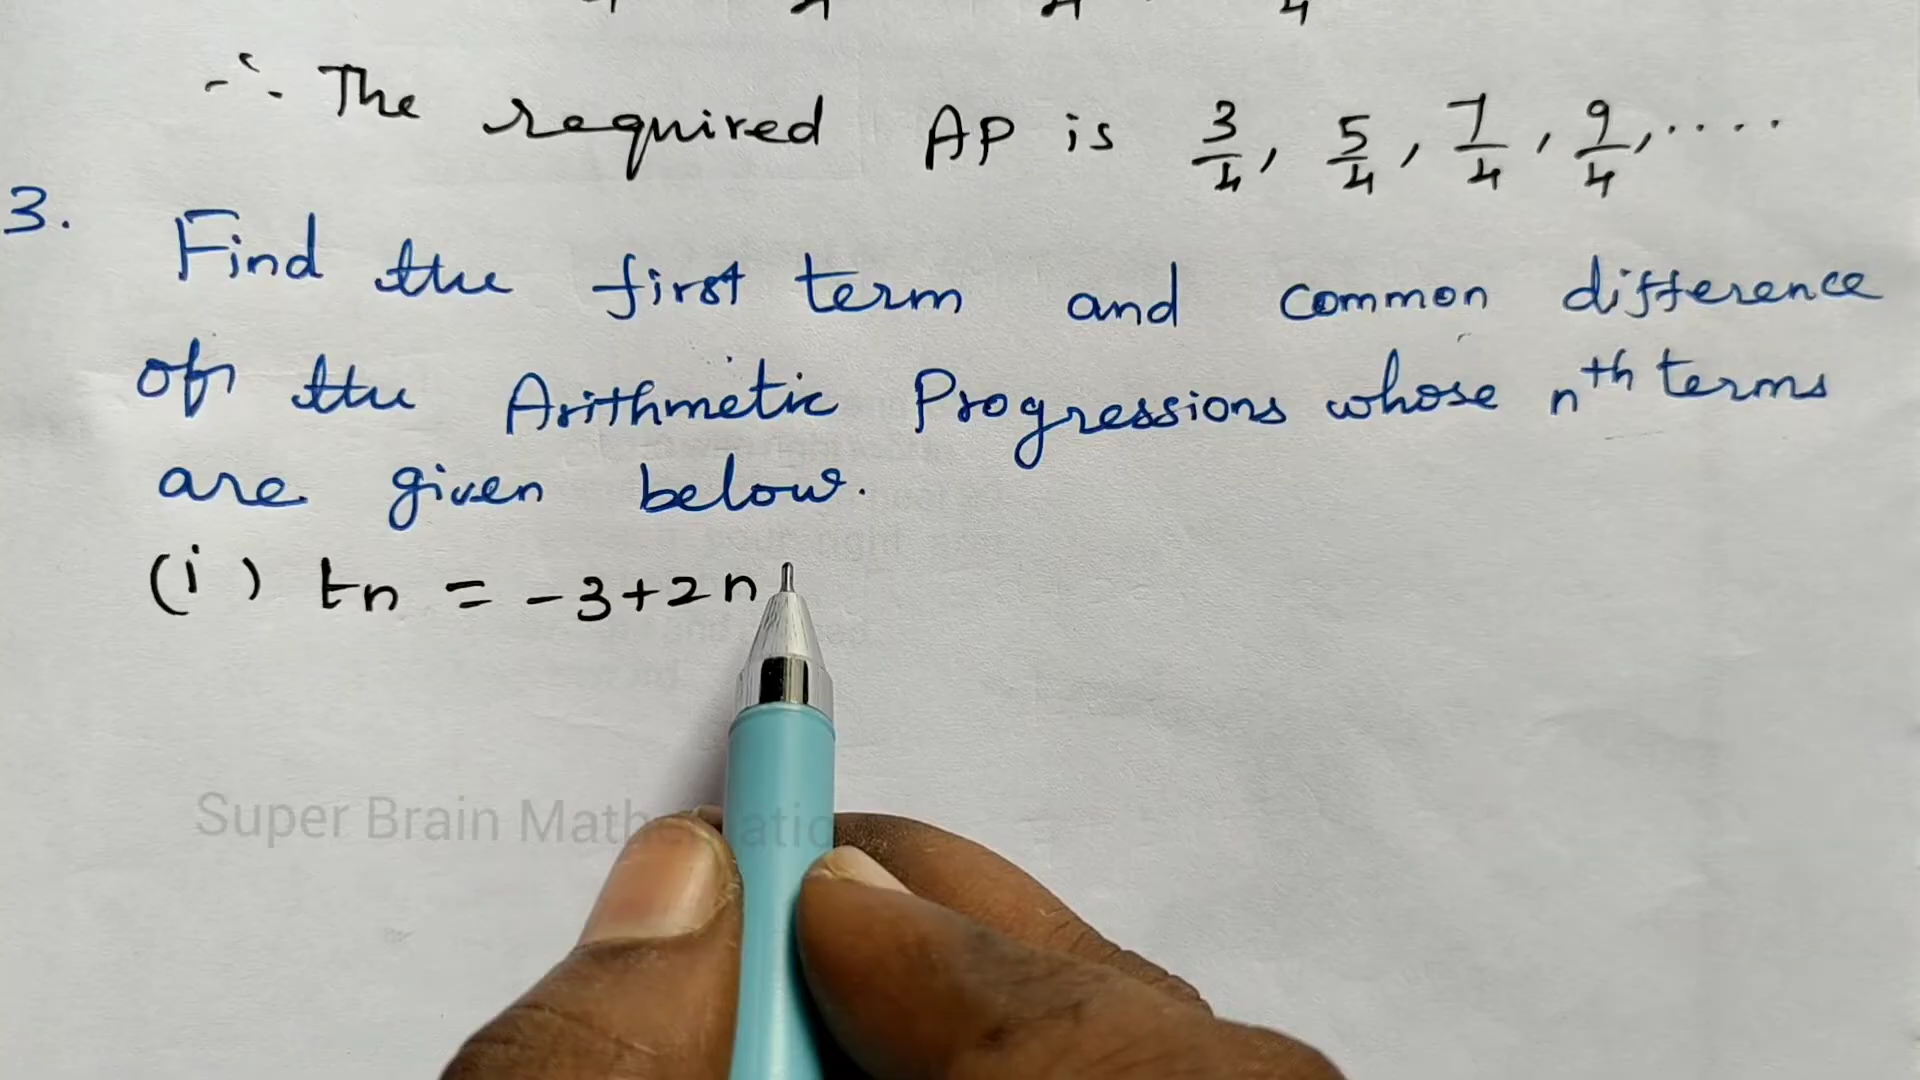 ∴ The required AP is 3/4, 5/4, 7/4, 9/4, ....
3. Find the first term and common difference
of the Arithmetic Progressions whose nth terms
are given below.
(i) tn = -3+2n
Super Brain